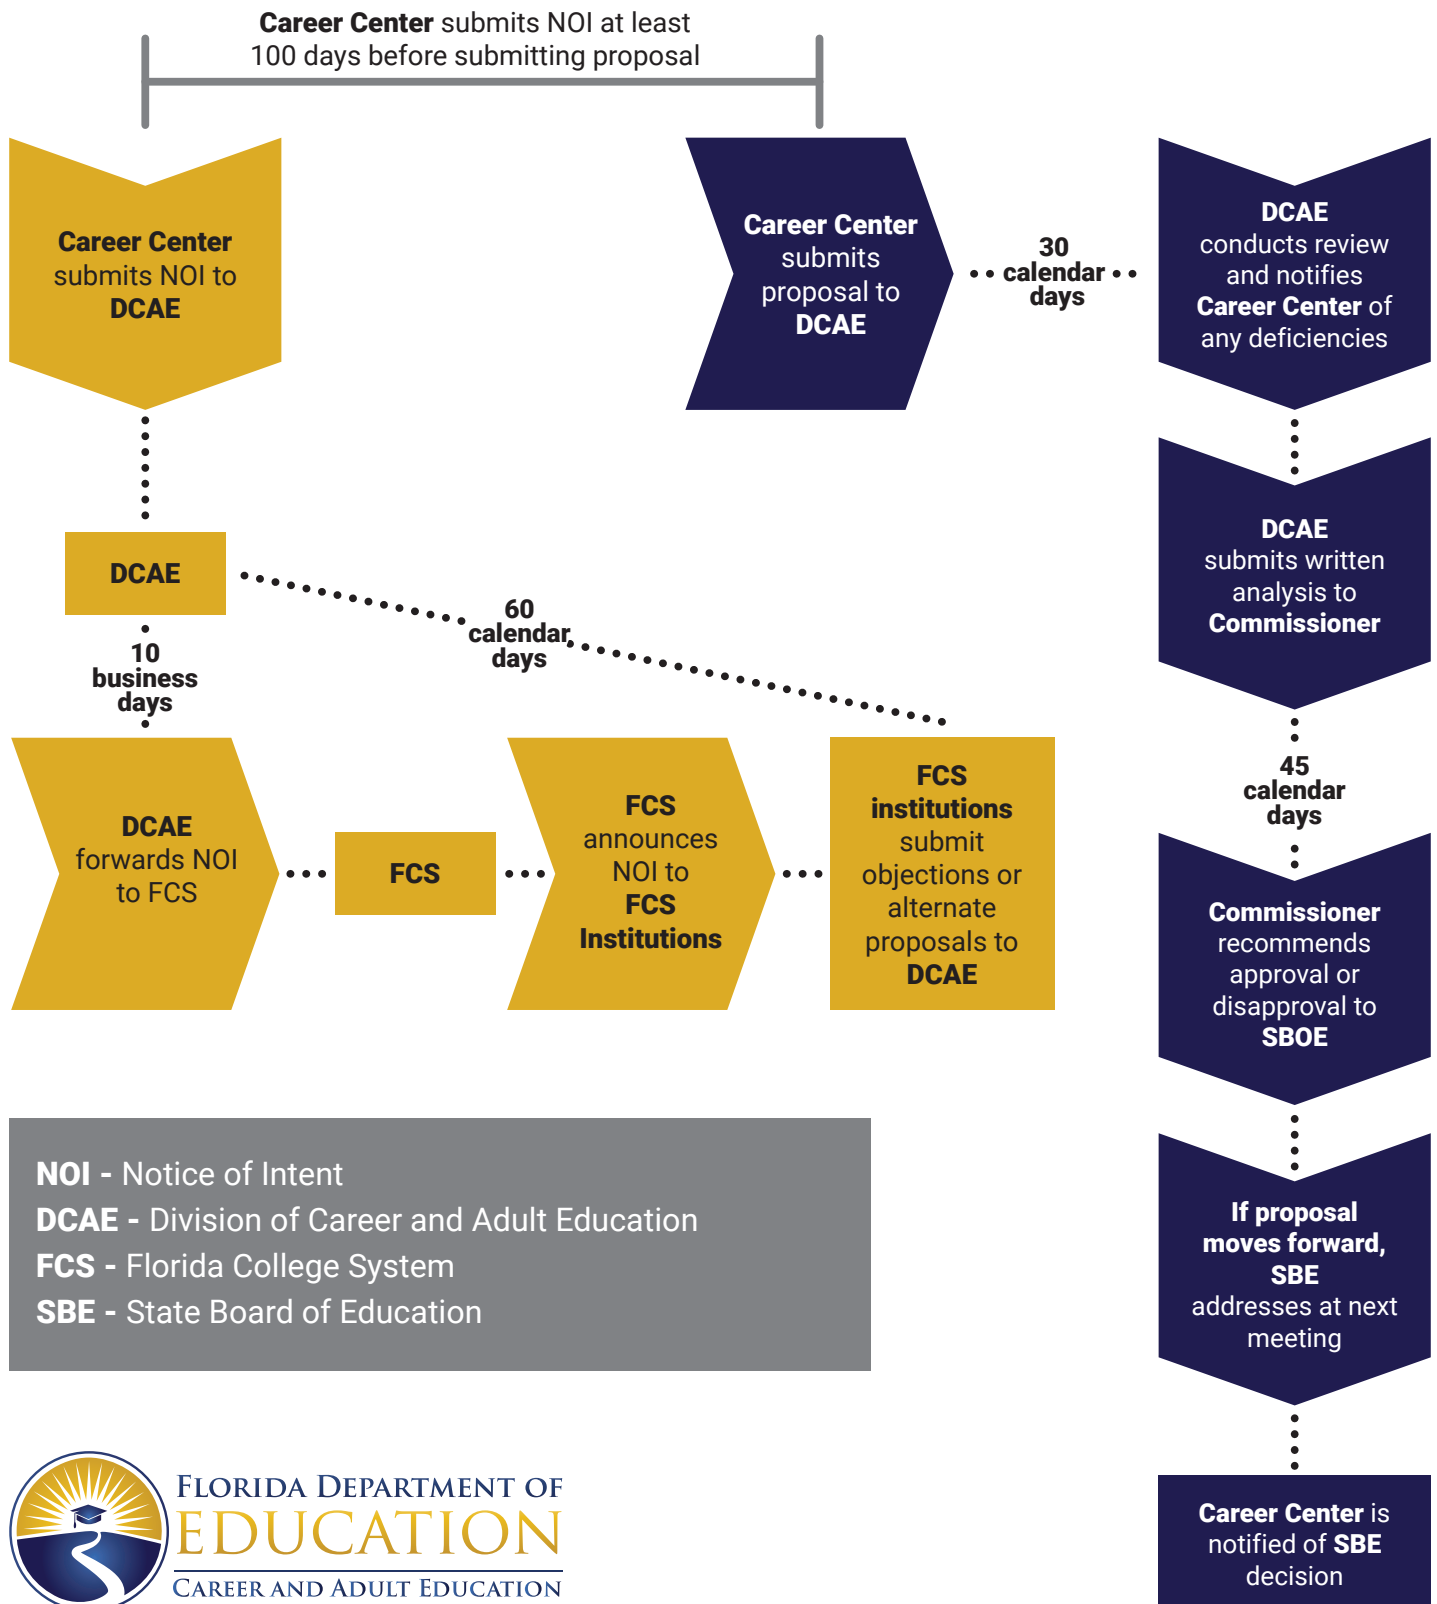 Career Center submits NOI at least
100 days before submitting proposal
Career Center
submits NOI to
DCAE
Career Center
submits
proposal to
DCAE
30
calendar
days
DCAE
conducts review
and notifies
Career Center of
any deficiencies
DCAE
submits written
analysis to
Commissioner
DCAE
60
calendar
days
10
business
days
DCAE
forwards NOI
to FCS
FCS
FCS
announces
NOI to
FCS
Institutions
FCS
institutions
submit
objections or
alternate
proposals to
DCAE
45
calendar
days
Commissioner
recommends
approval or
disapproval to
SBOE
If proposal
moves forward,
SBE
addresses at next
meeting
Career Center is
notified of SBE
decision
NOI - Notice of Intent
DCAE - Division of Career and Adult Education
FCS - Florida College System
SBE - State Board of Education
FLORIDA DEPARTMENT OF
EDUCATION
CAREER AND ADULT EDUCATION